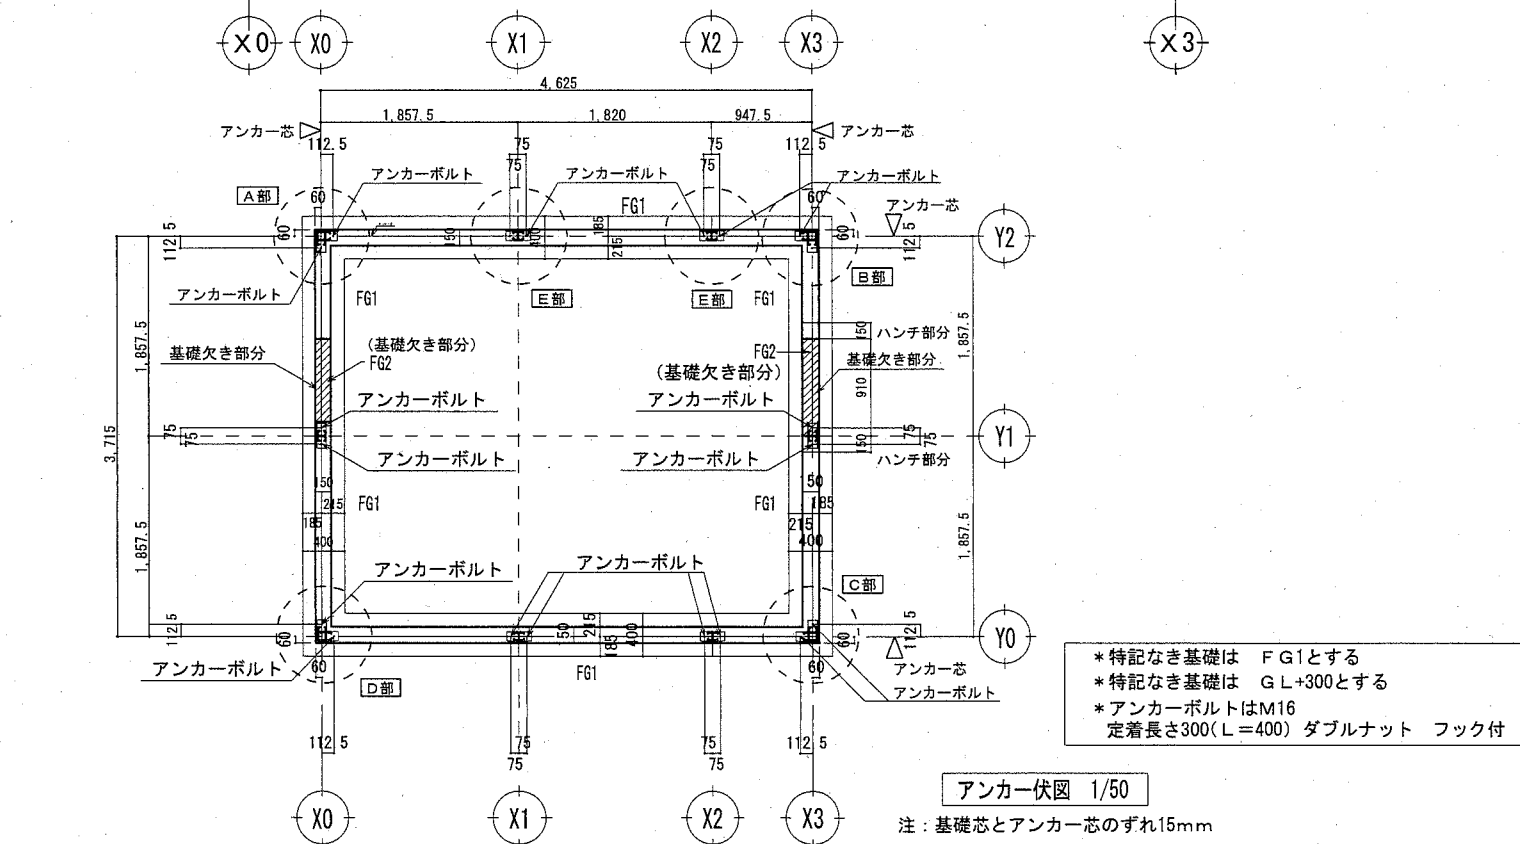 X0 X0 X1 X2 X3 X3
4,625
1,857.5 1,820 947.5
アンカー芯 アンカー芯
112.5 75 75 112.5
75 75
アンカーボルト アンカーボルト アンカーボルト
A部 60 FG1 60 アンカー芯
112.5 60 150 400 185 215 60 112.5 Y2
B部
アンカーボルト FG1 E部 E部 FG1
1,857.5 150 ハンチ部分 1,857.5
基礎欠き部分 (基礎欠き部分) FG2 基礎欠き部分
FG2 (基礎欠き部分) 910
アンカーボルト アンカーボルト
3,715 75 75 75 75 Y1
アンカーボルト アンカーボルト 150 ハンチ部分
150 150
215 FG1 FG1 185
185 215
400 400
1,857.5 1,857.5
アンカーボルト アンカーボルト C部
112.5 60 150 215 185 400 60 112.5 Y0
アンカーボルト 60 FG1 60 アンカー芯
D部 アンカーボルト
＊特記なき基礎は ＦG1とする
＊特記なき基礎は ＧＬ+300とする
＊アンカーボルトはM16
定着長さ300(Ｌ＝400) ダブルナット フック付
112.5 75 75 112.5
75 75
アンカー伏図 1/50
X0 X1 X2 X3
注：基礎芯とアンカー芯のずれ15mm